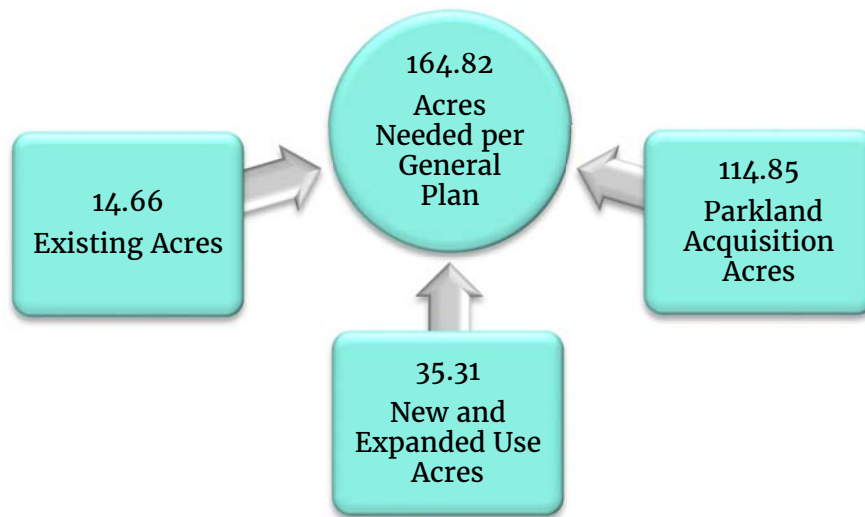 164.82
Acres
Needed per
General
Plan
14.66
Existing Acres
114.85
Parkland
Acquisition
Acres
35.31
New and
Expanded Use
Acres